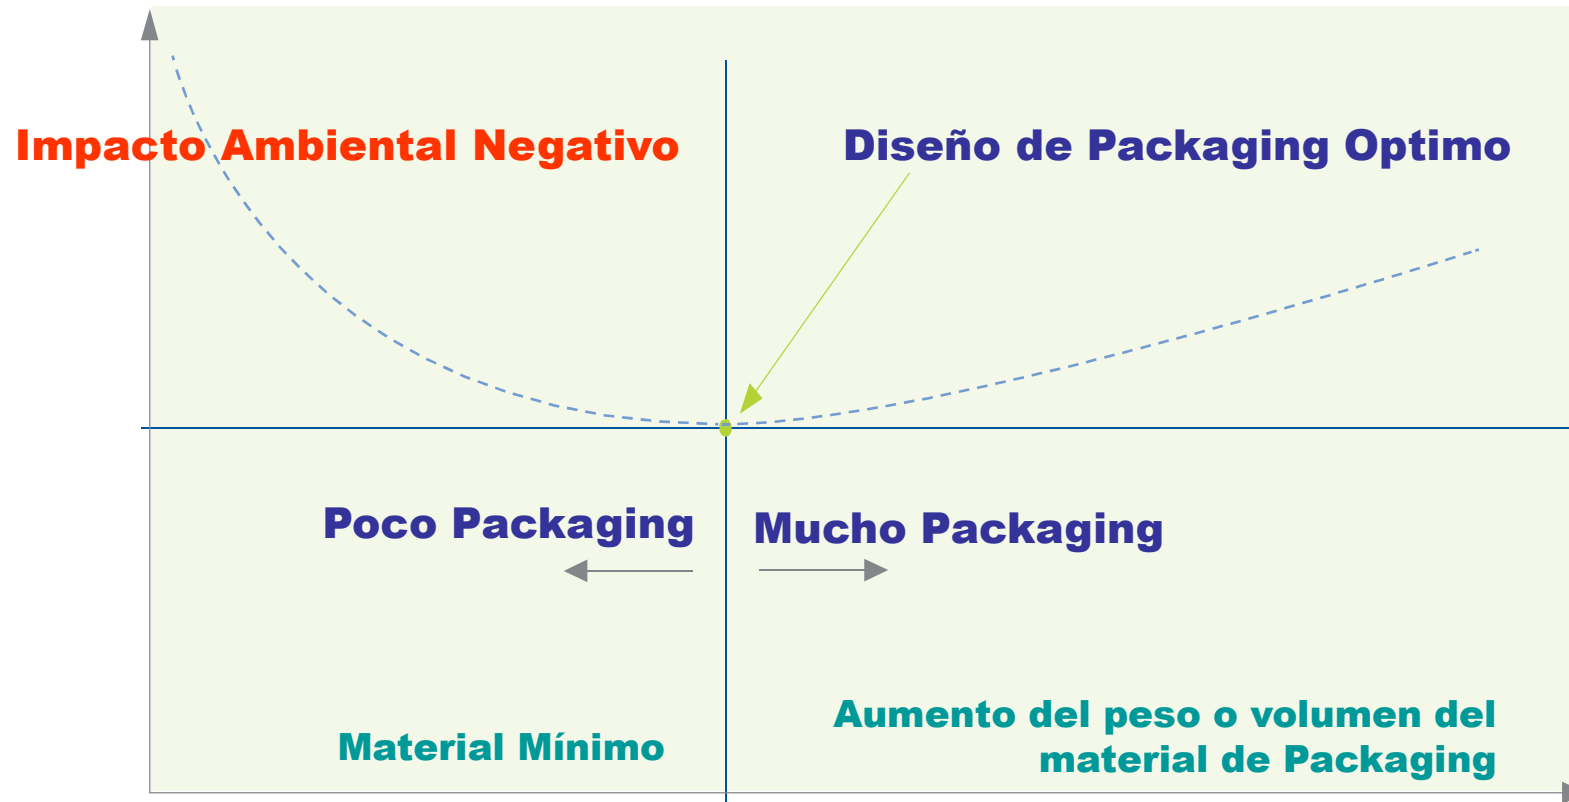 Impacto Ambiental Negativo
Diseño de Packaging Optimo
Poco Packaging
Mucho Packaging
Material Mínimo
Aumento del peso o volumen del
material de Packaging